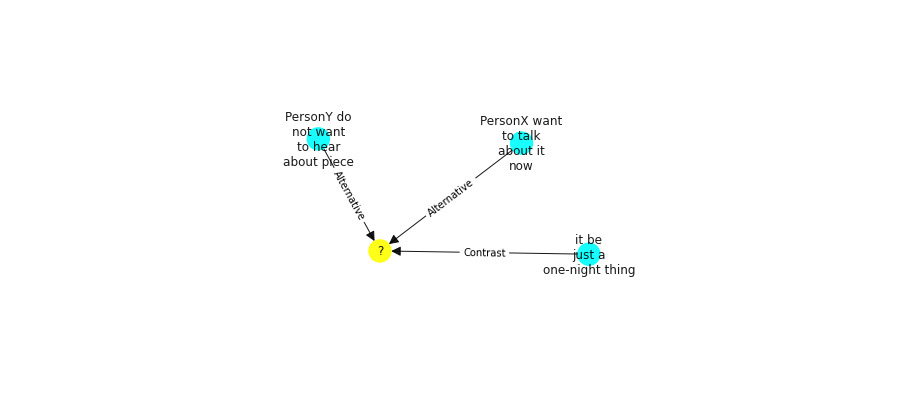 PersonY do
not want
to hear
about piece
PersonX want
to talk
about it
now
Alternative
Alternative
?
Contrast
it be
just a
one-night thing